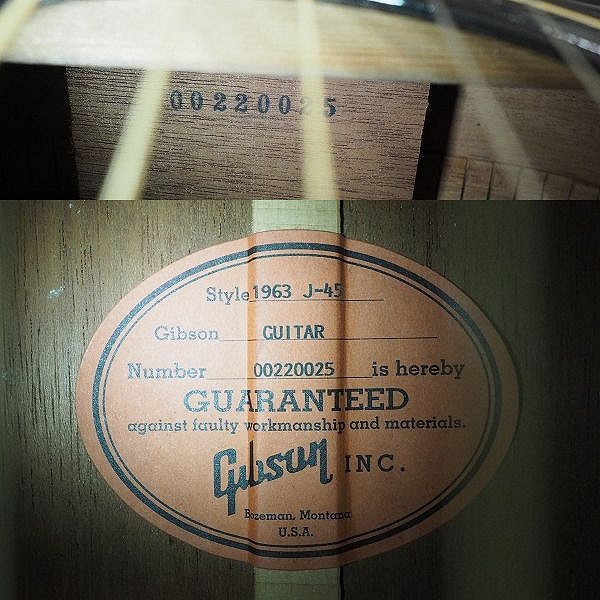 00220025
Style 1963 J-45
Gibson GUITAR
Number 00220025 is hereby
GUARANTEED
against faulty workmanship and materials.
Gibson INC.
Bozeman, Montana
U.S.A.